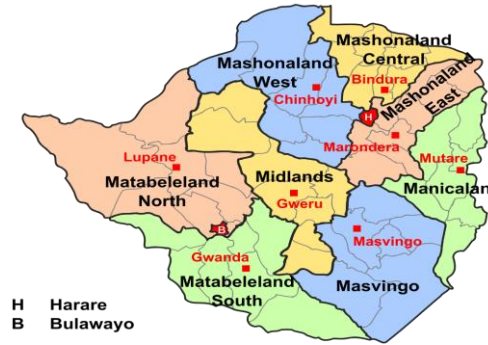 Mashonaland
Central
Bindura
Mashonaland
West
Chinhoyi
Mashonaland
East
H
Marondera
Lupane
Matabeleland
North
Midlands
Gweru
Mutare
Manicalan
B
Gwanda
Matabeleland
South
Masvingo
Masvingo
H Harare
B Bulawayo